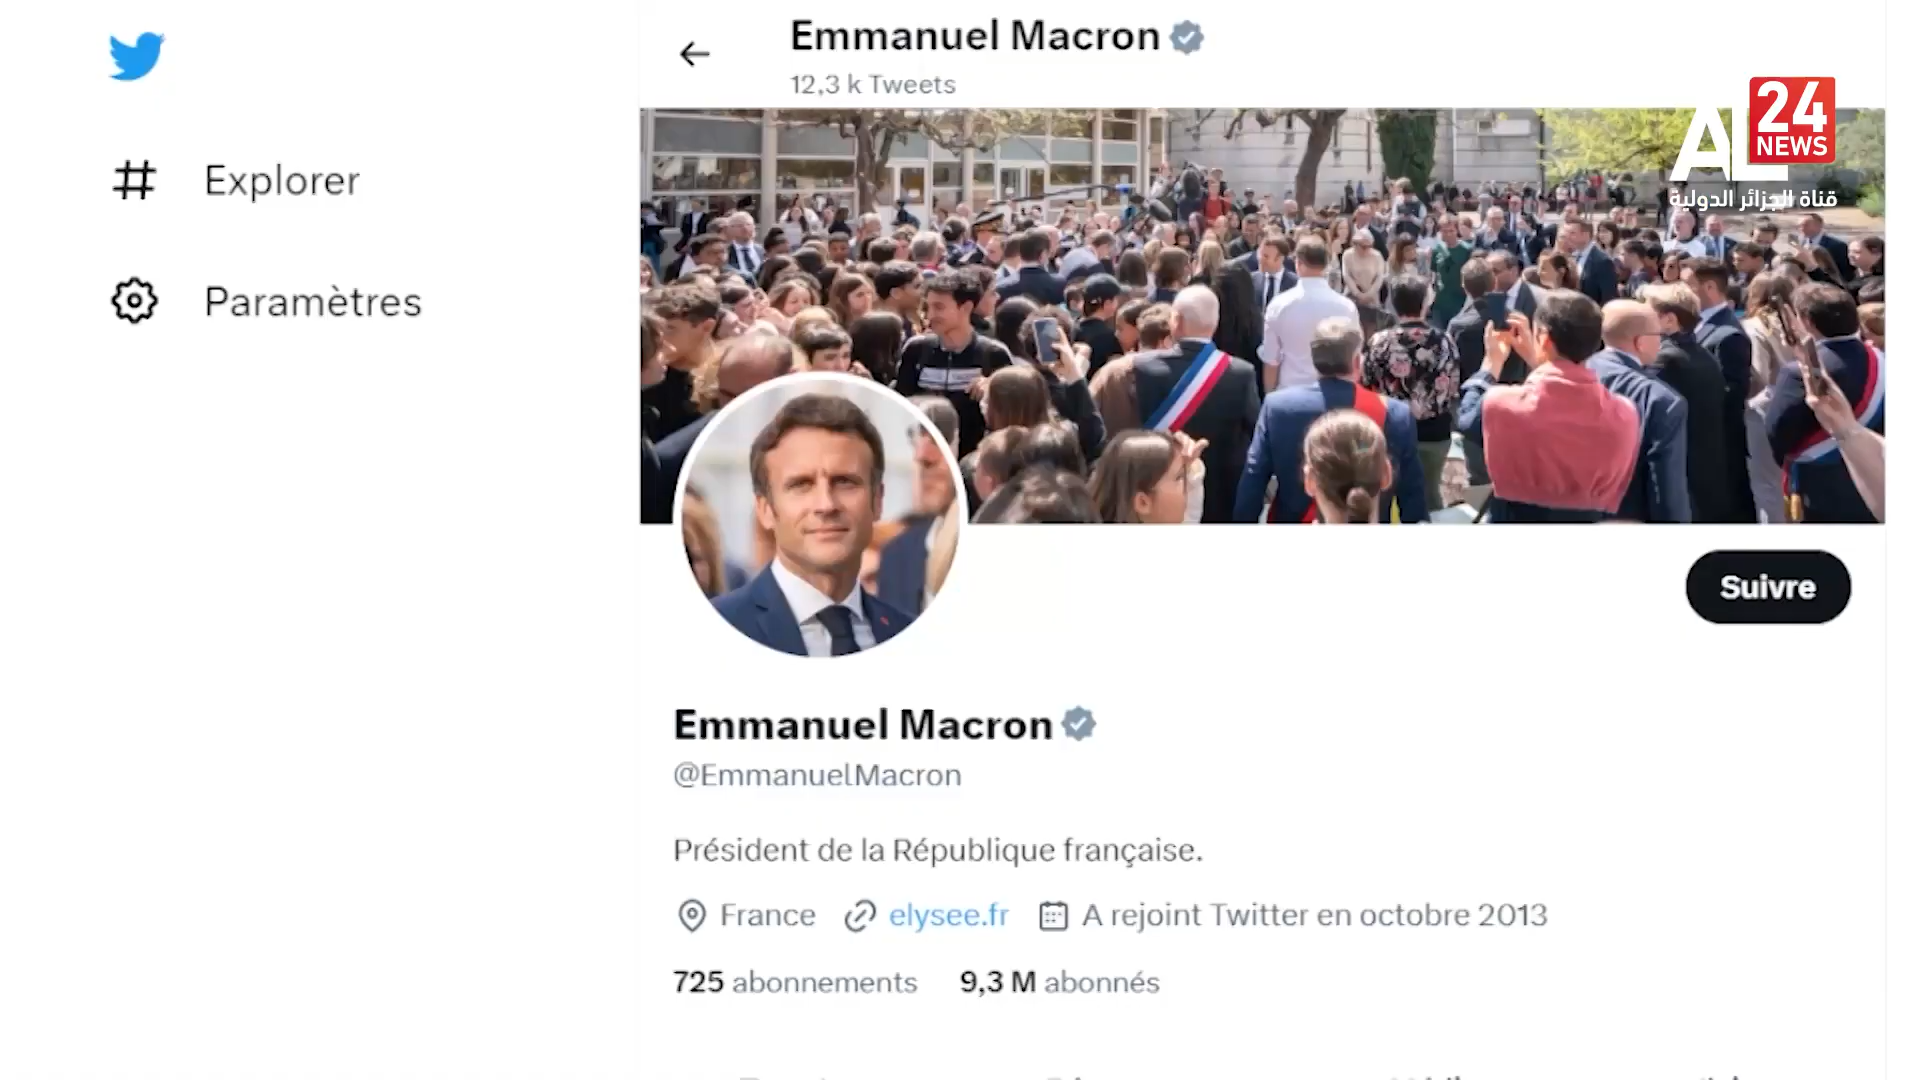 Emmanuel Macron
12,3 k Tweets
AL
24
NEWS
قناة الجزائر الدولية
Explorer
Paramètres
Suivre
Emmanuel Macron
@EmmanuelMacron
Président de la République française.
France elysee.fr A rejoint Twitter en octobre 2013
725 abonnements 9,3 M abonnés